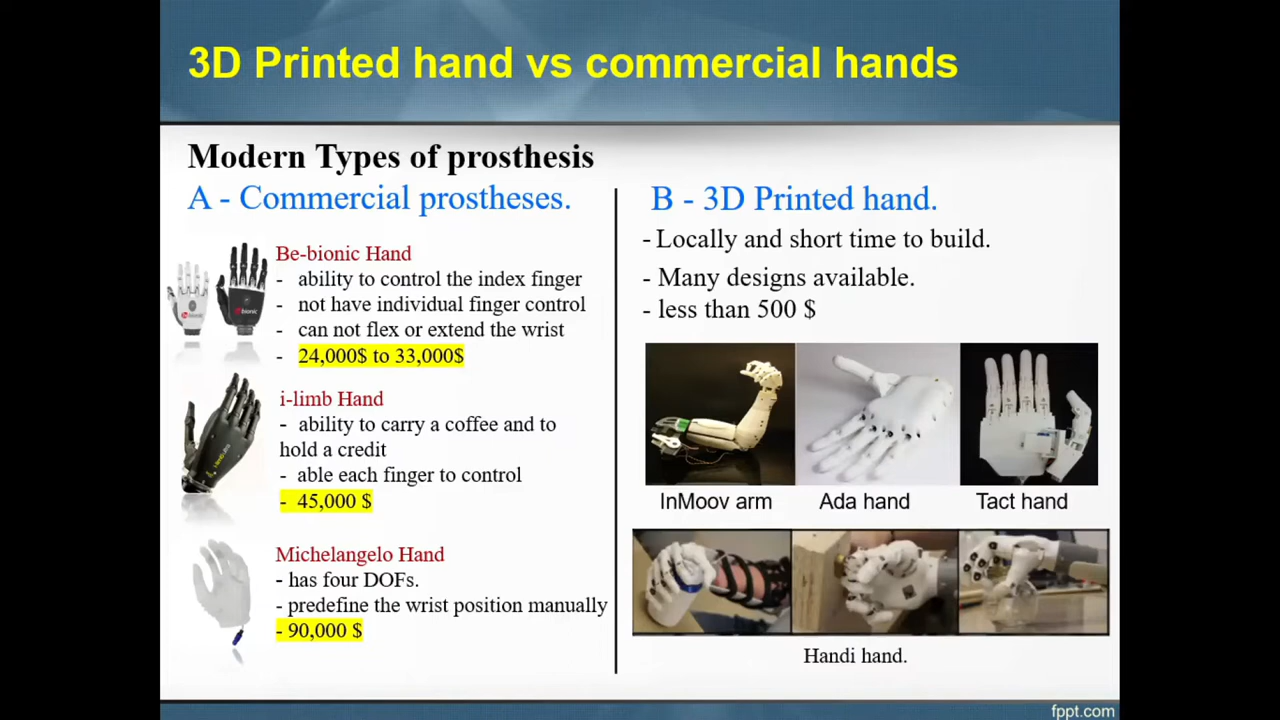 3D Printed hand vs commercial hands
Modern Types of prosthesis
A - Commercial prostheses.
Be-bionic Hand
- ability to control the index finger
- not have individual finger control
- can not flex or extend the wrist
- 24,000$ to 33,000$
i-limb Hand
- ability to carry a coffee and to
hold a credit
- able each finger to control
- 45,000 $
Michelangelo Hand
- has four DOFs.
- predefine the wrist position manually
- 90,000 $
B - 3D Printed hand.
- Locally and short time to build.
- Many designs available.
- less than 500 $
InMoov arm
Ada hand
Tact hand
Handi hand.
fppt.com